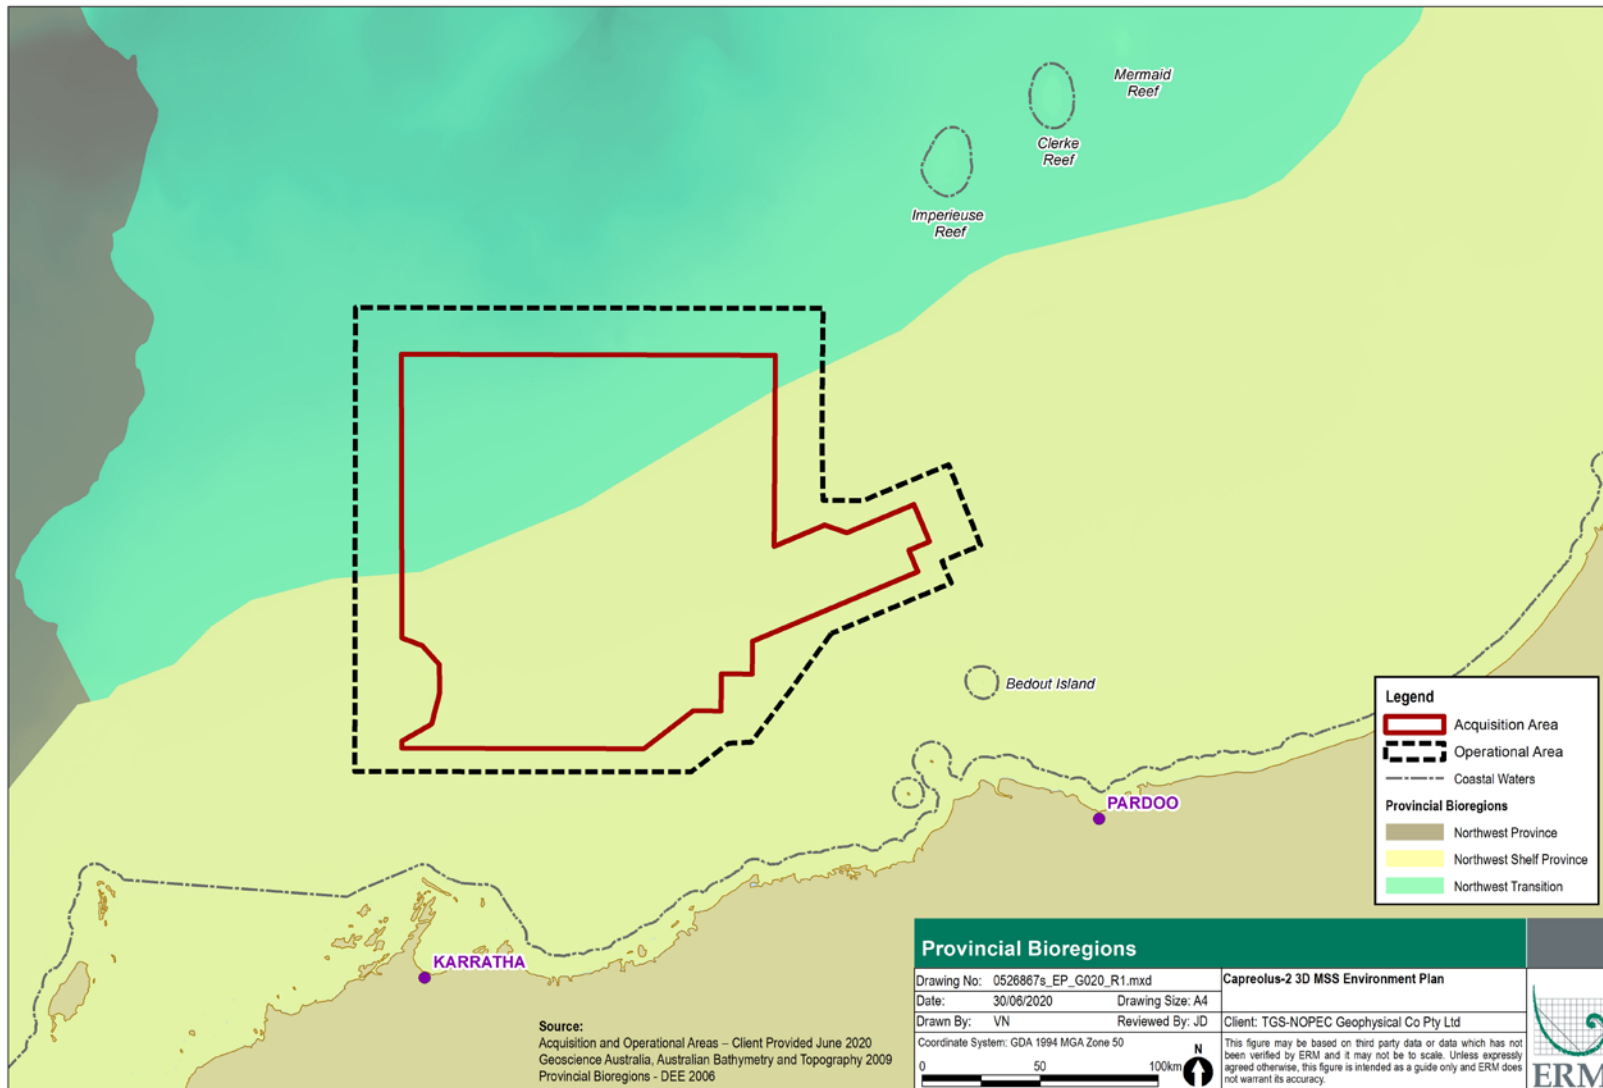 Mermaid
Reef
Clerke
Reef
Imperieuse
Reef
Bedout Island
PARDOO
KARRATHA
Legend
Acquisition Area
Operational Area
Coastal Waters
Provincial Bioregions
Northwest Province
Northwest Shelf Province
Northwest Transition
Source:
Acquisition and Operational Areas – Client Provided June 2020
Geoscience Australia, Australian Bathymetry and Topography 2009
Provincial Bioregions - DEE 2006
Provincial Bioregions
Drawing No: 0526867s_EP_G020_R1.mxd
Date: 30/06/2020 Drawing Size: A4
Drawn By: VN Reviewed By: JD
Coordinate System: GDA 1994 MGA Zone 50
0 50 100km
N
Capreolus-2 3D MSS Environment Plan
Client: TGS-NOPEC Geophysical Co Pty Ltd
This figure may be based on third party data or data which has not
been verified by ERM and it may not be to scale. Unless expressly
agreed otherwise, this figure is intended as a guide only and ERM does
not warrant its accuracy.
ERM